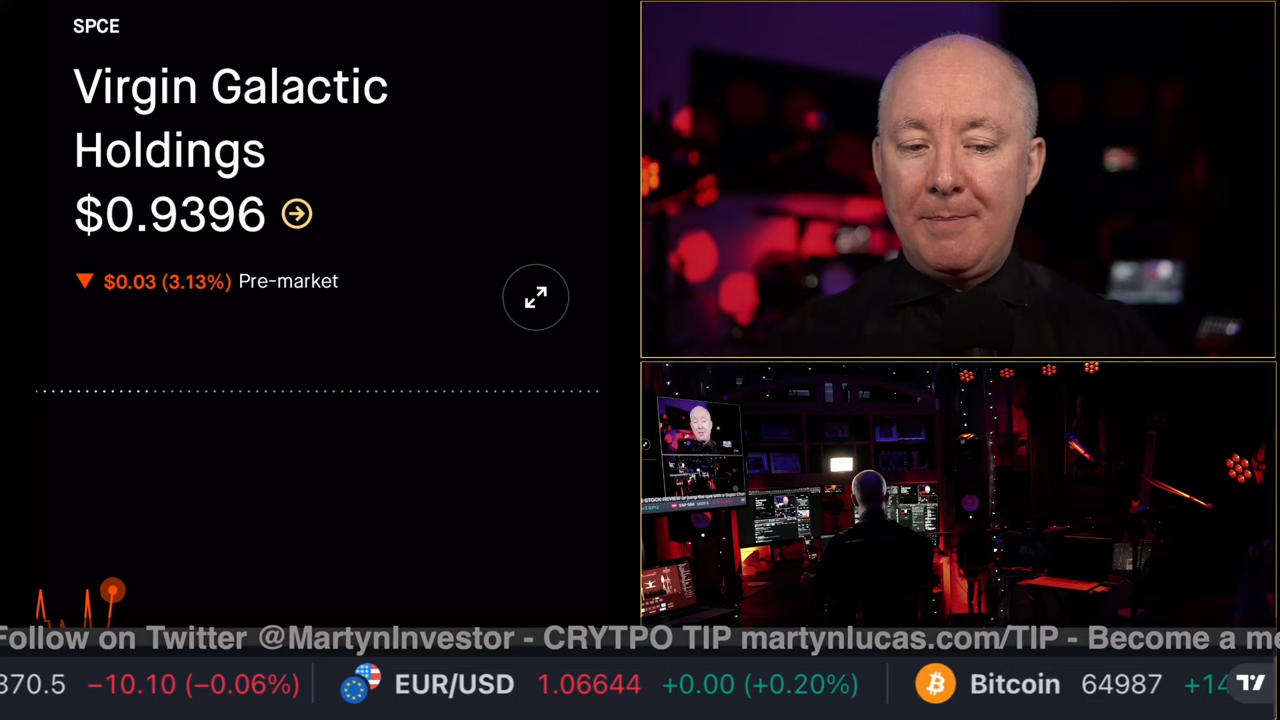 SPCE
Virgin Galactic
Holdings
$0.9396
$0.03 (3.13%) Pre-market
Follow on Twitter @MartynInvestor - CRYTPO TIP martynlucas.com/TIP - Become a me
370.5 −10.10 (−0.06%) EUR/USD 1.06644 +0.00 (+0.20%) Bitcoin 64987 +14